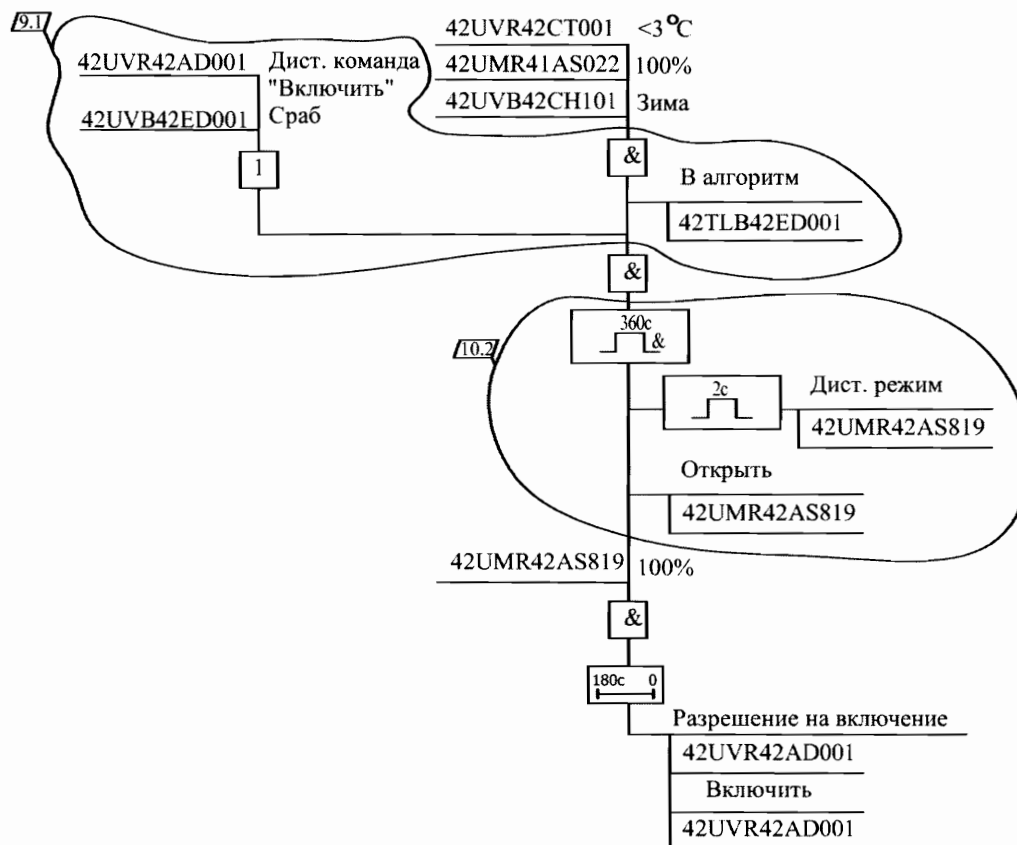 9.1
42UVR42CT001 <3°C
42UVR42AD001 Дист. команда
"Включить"
42UMR41AS022 100%
42UVB42ED001 Сраб
42UVB42CH101 Зима
1
&
В алгоритм
42TLB42ED001
&
360с
&
10.2
2с
Дист. режим
42UMR42AS819
Открыть
42UMR42AS819
42UMR42AS819 100%
&
180с 0
Разрешение на включение
42UVR42AD001
Включить
42UVR42AD001